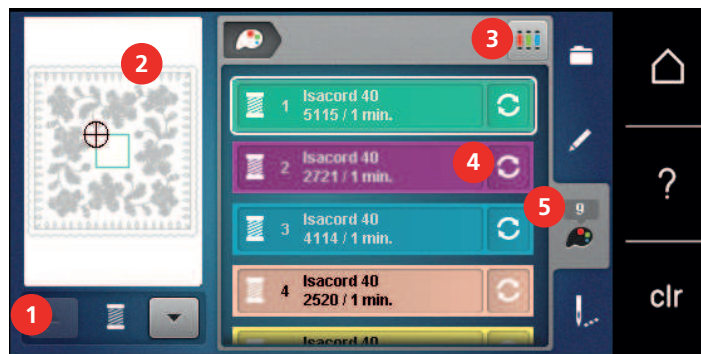 3
2
1 Isacord 40
5115 / 1 min.
4
2 Isacord 40
2721 / 1 min.
?
5
9
3 Isacord 40
4114 / 1 min.
4 Isacord 40
2520 / 1 min.
clr
1
Isacord 40